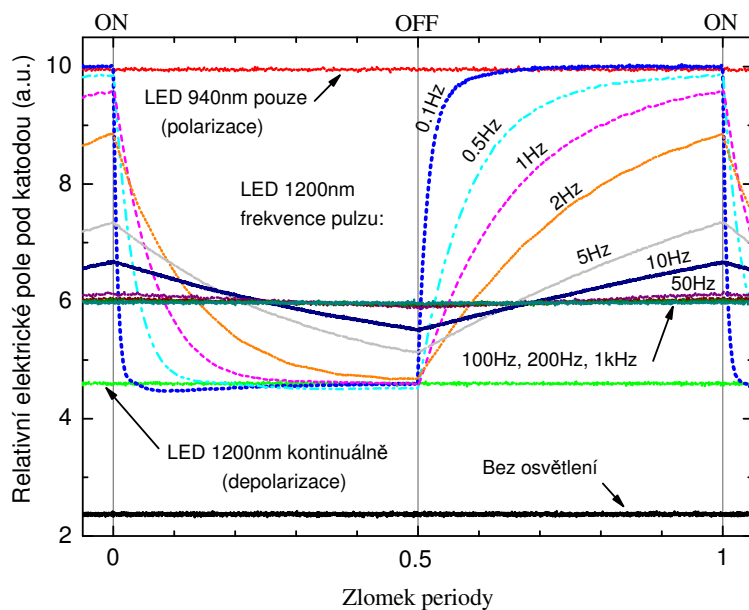 ON OFF ON
10
8
6
4
2
Relativní elektrické pole pod katodou (a.u.)
LED 940nm pouze
(polarizace)
LED 1200nm
frekvence pulzu:
0.1Hz
0.5Hz
1Hz
2Hz
5Hz
10Hz
50Hz
100Hz, 200Hz, 1kHz
LED 1200nm kontinuálně
(depolarizace)
Bez osvětlení
0 0.5 1
Zlomek periody